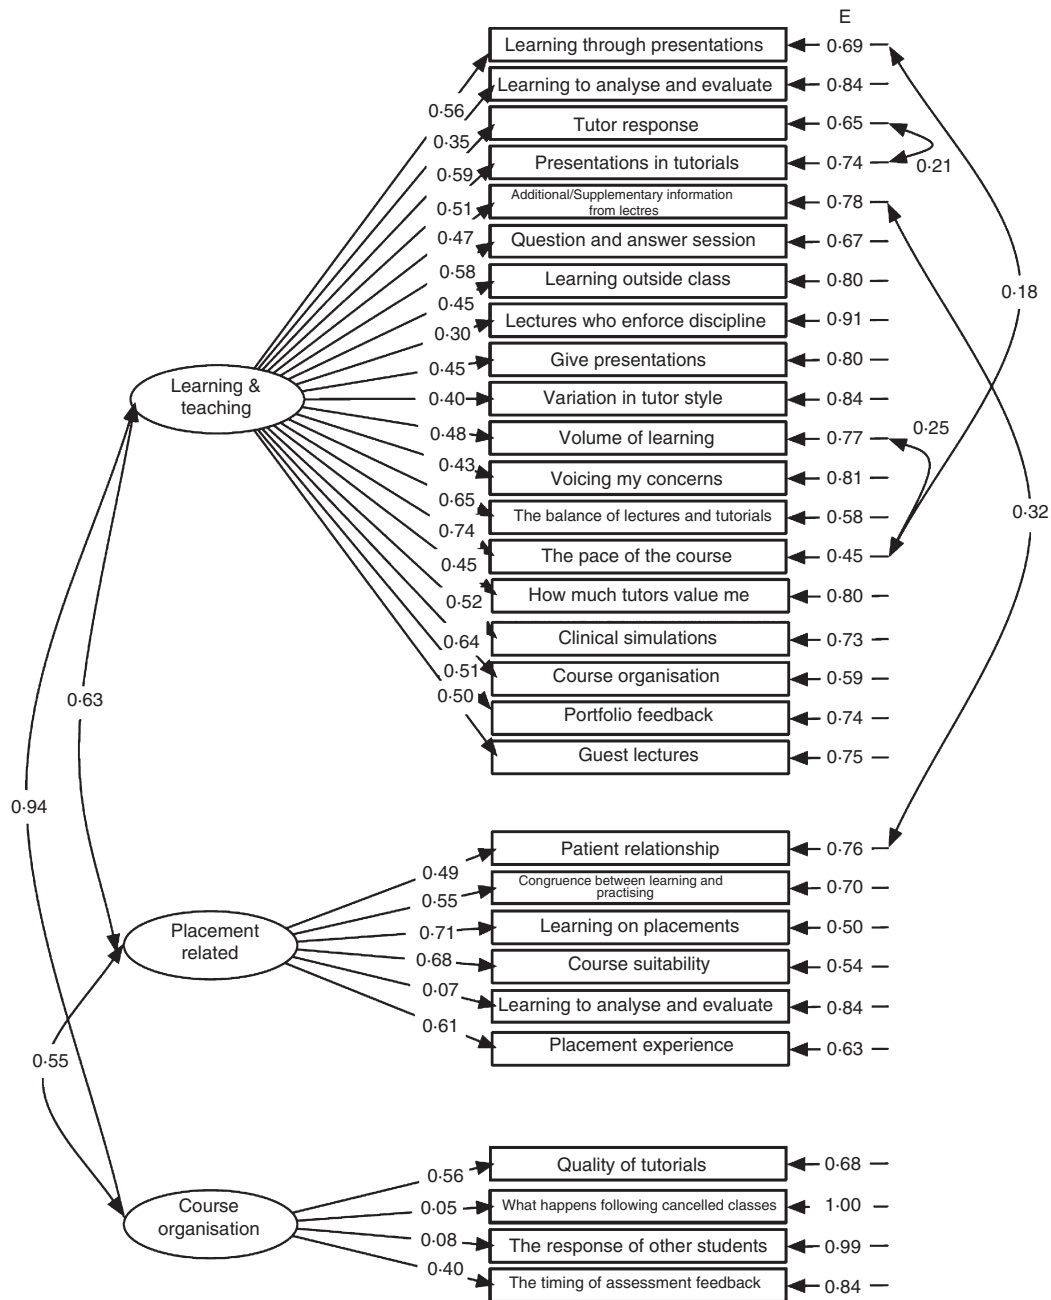 E
Learning through presentations
0·69
0·56
Learning to analyse and evaluate
0·84
0·35
Tutor response
0·65
0·59
Presentations in tutorials
0·74
0·21
0·51
Additional/Supplementary information
from lectres
0·78
0·47
Question and answer session
0·67
0·58
Learning outside class
0·80
0·18
0·45
Lectures who enforce discipline
0·91
0·30
Give presentations
0·80
0·45
Learning &
teaching
Variation in tutor style
0·84
0·40
Volume of learning
0·77
0·25
0·48
Voicing my concerns
0·81
0·43
The balance of lectures and tutorials
0·58
0·32
0·65
The pace of the course
0·45
0·74
How much tutors value me
0·80
0·45
Clinical simulations
0·73
0·52
Course organisation
0·59
0·64
Portfolio feedback
0·74
0·51
Guest lectures
0·75
0·50
0·63
0·94
Patient relationship
0·76
0·49
Congruence between learning and
practising
0·70
0·55
Placement
related
Learning on placements
0·50
0·71
Course suitability
0·54
0·68
Learning to analyse and evaluate
0·84
0·07
Placement experience
0·63
0·61
0·55
Quality of tutorials
0·68
0·56
Course
organisation
What happens following cancelled classes
1·00
0·05
The response of other students
0·99
0·08
The timing of assessment feedback
0·84
0·40